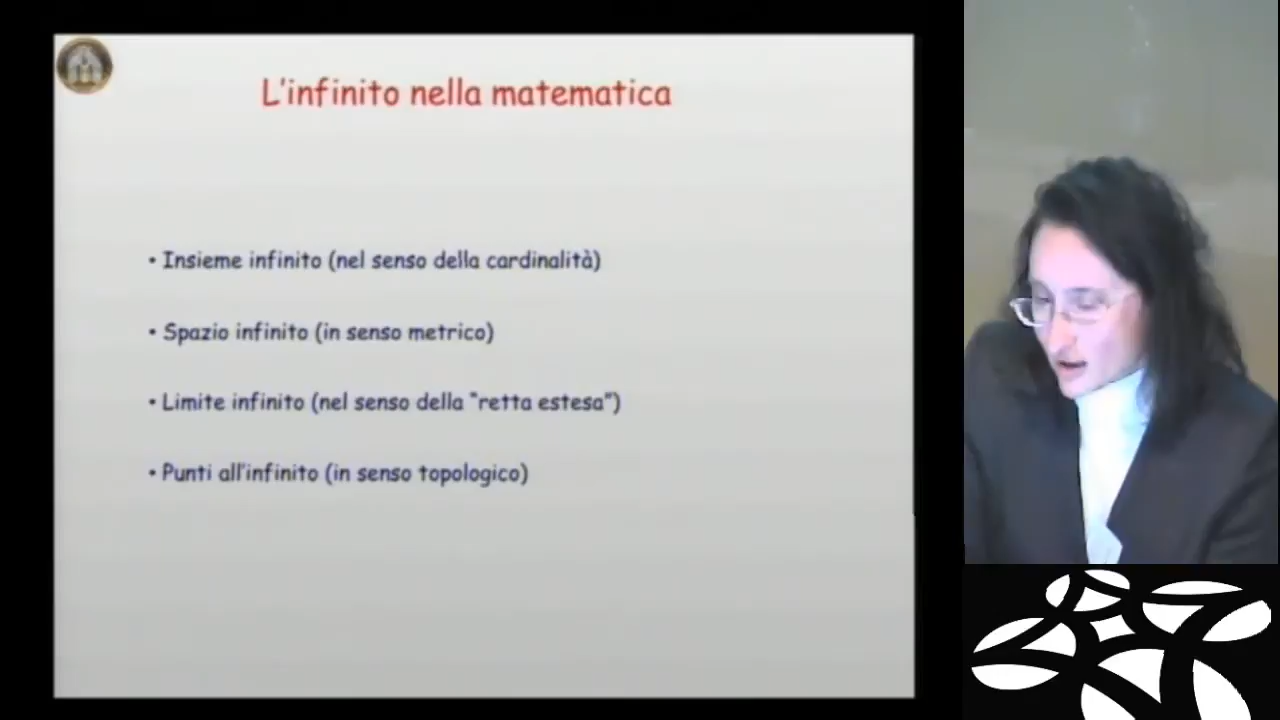 L'infinito nella matematica
• Insieme infinito (nel senso della cardinalità)
• Spazio infinito (in senso metrico)
• Limite infinito (nel senso della "retta estesa")
• Punti all'infinito (in senso topologico)